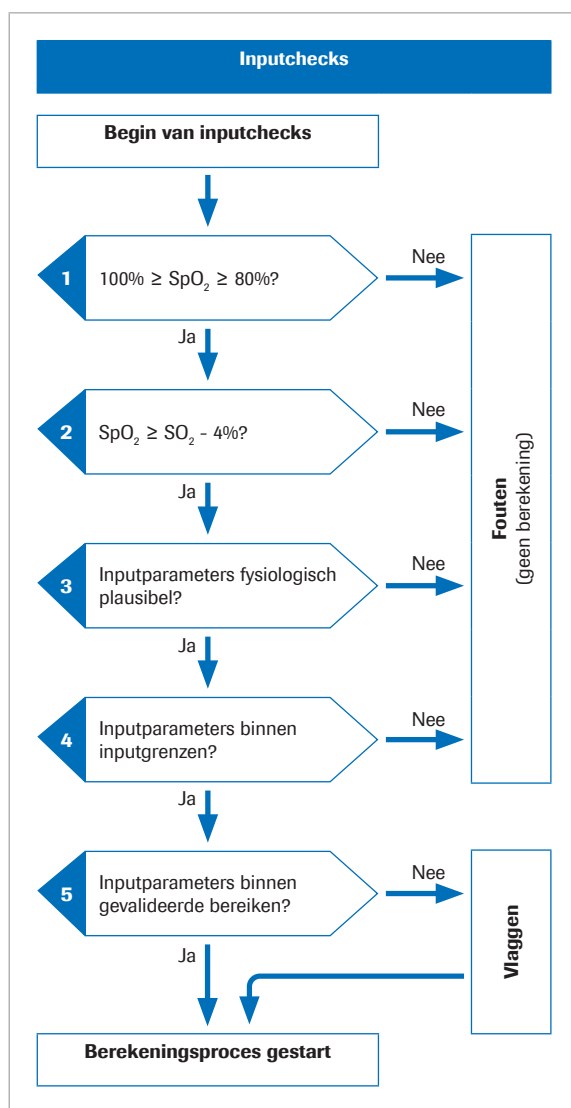 Inputchecks
Begin van inputchecks
1
100% ≥ SpO₂ ≥ 80%?
Nee
Ja
2
SpO₂ ≥ SO₂ - 4%?
Nee
Ja
3
Inputparameters fysiologisch
plausibel?
Nee
Ja
4
Inputparameters binnen
inputgrenzen?
Nee
Ja
Fouten
(geen berekening)
5
Inputparameters binnen
gevalideerde bereiken?
Nee
Ja
Vlaggen
Berekeningsproces gestart